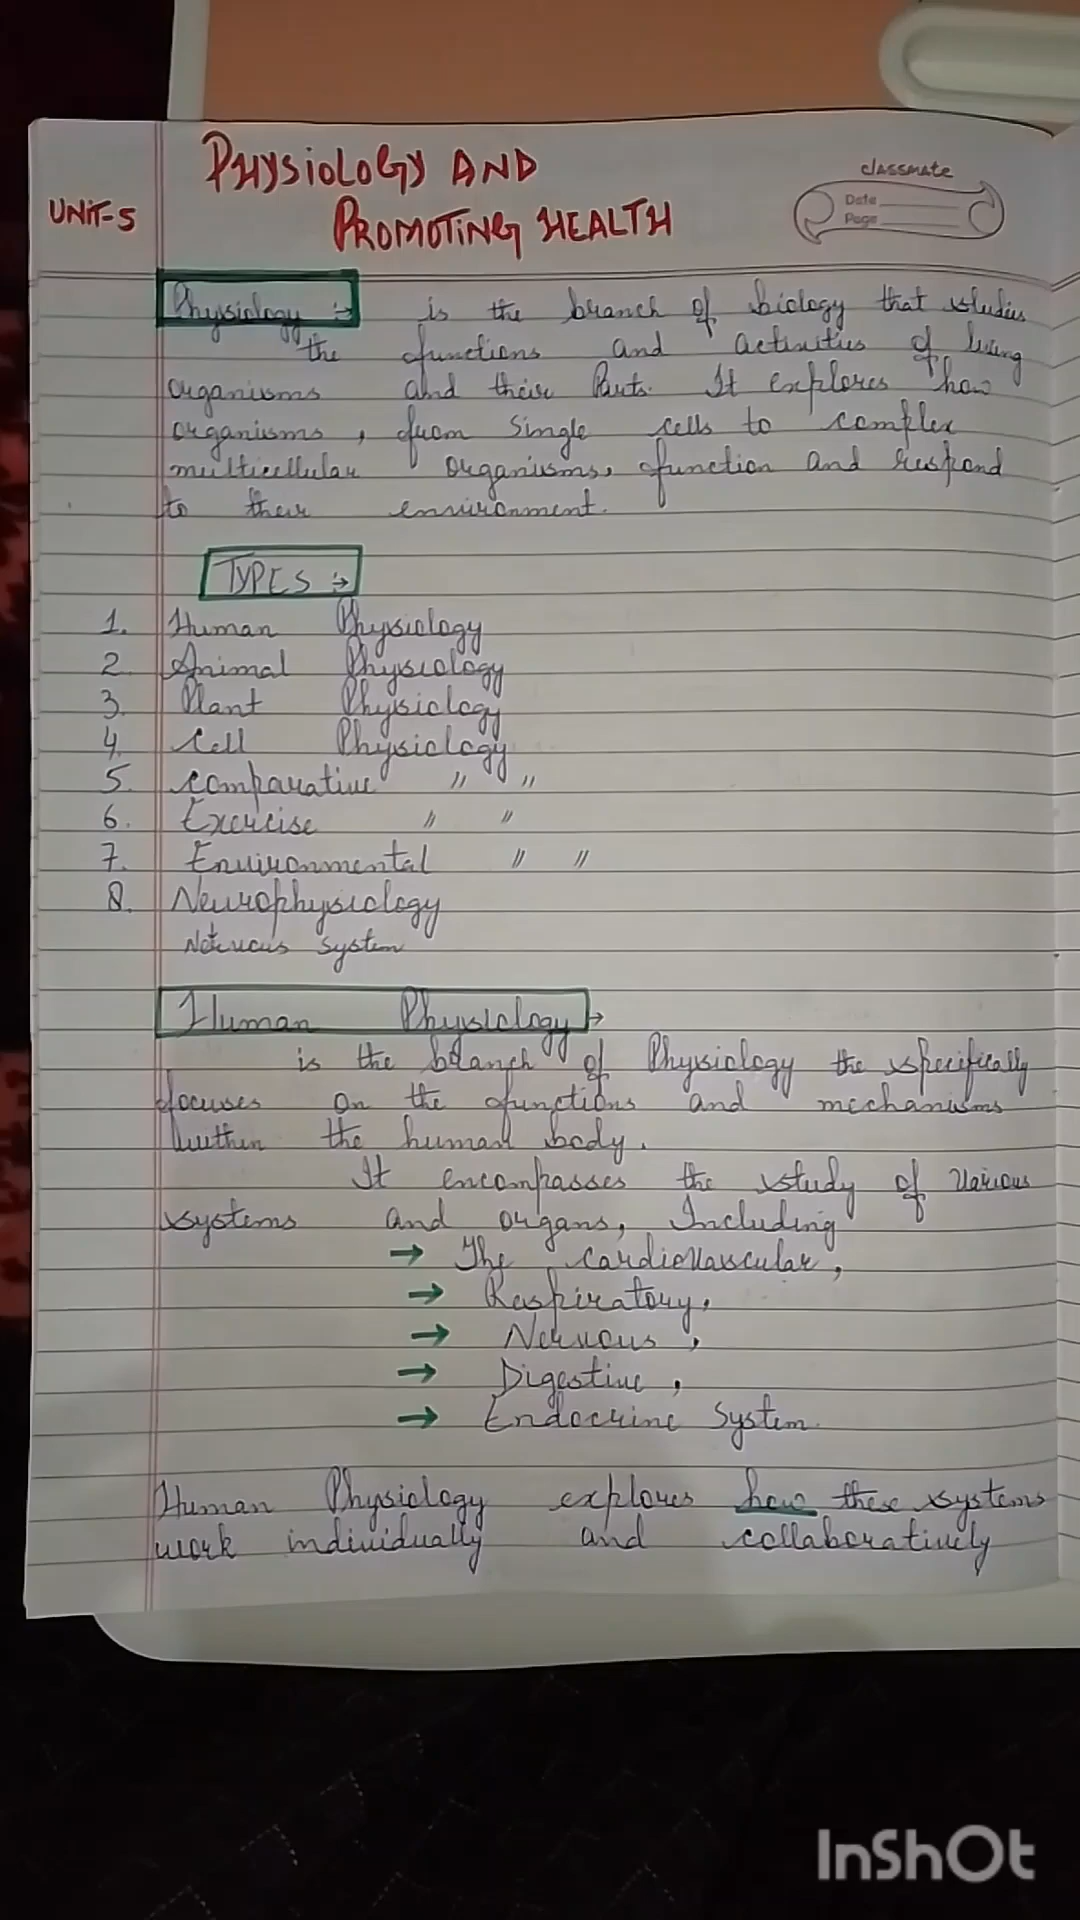 PHYSIOLOGY AND
UNIT-5
PROMOTING HEALTH
classmate
Date
Page
Physiology :→ is the branch of biology that studies
the functions and activities of living
organisms and their Parts. It explores how
organisms, from single cells to complex
multicellular organisms, function and respond
to their environment.
TYPES :→
1. Human Physiology
2. Animal Physiology
3. Plant Physiology
4. Cell Physiology
5. comparative " "
6. Exercise " "
7. Environmental " "
8. Neurophysiology
Nervous system
Human Physiology →
is the branch of Physiology the specifically
focuses on the functions and mechanisms
within the human body.
It encompasses the study of various
systems and organs, Including
→ The cardiovascular,
→ Respiratory,
→ Nervous,
→ Digestive,
→ Endocrine System.
Human Physiology explores how these systems
work individually and collaboratively
InShOt